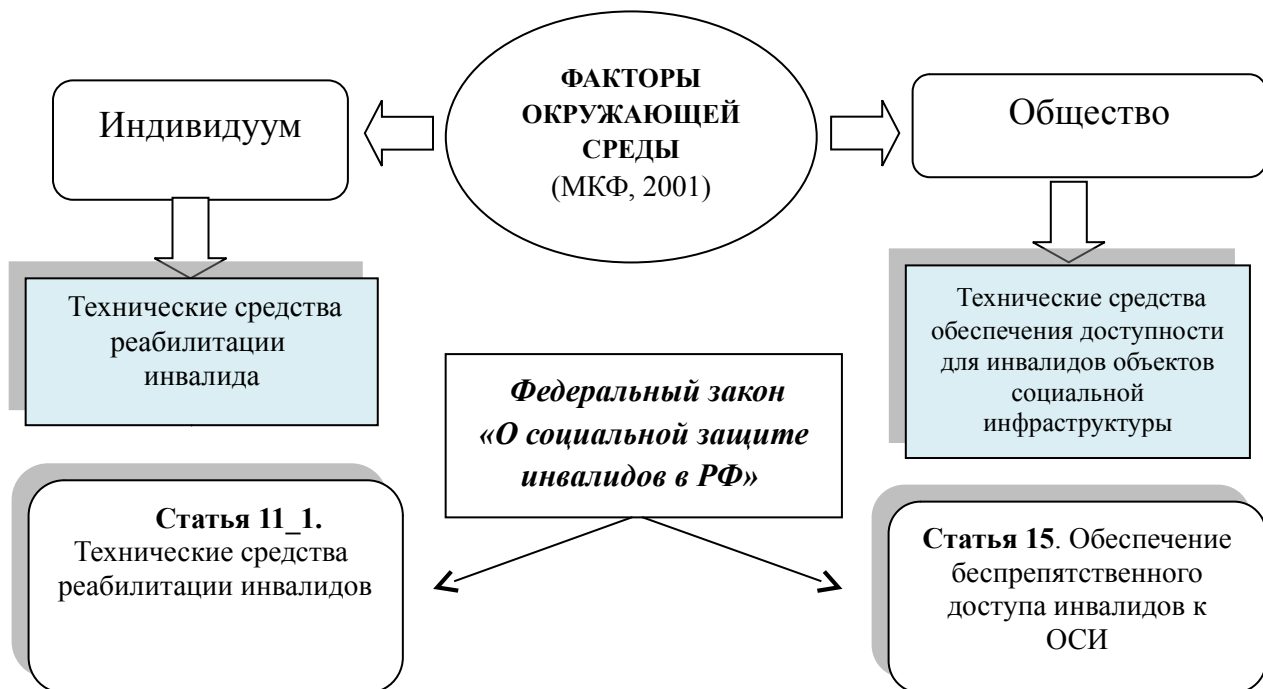 ФАКТОРЫ
ОКРУЖАЮЩЕЙ
СРЕДЫ
(МКФ, 2001)
Индивидуум
Общество
Технические средства
реабилитации
инвалида
Технические средства
обеспечения доступности
для инвалидов объектов
социальной
инфраструктуры
Федеральный закон
«О социальной защите
инвалидов в РФ»
Статья 11_1.
Технические средства
реабилитации инвалидов
Статья 15. Обеспечение
беспрепятственного
доступа инвалидов к
ОСИ